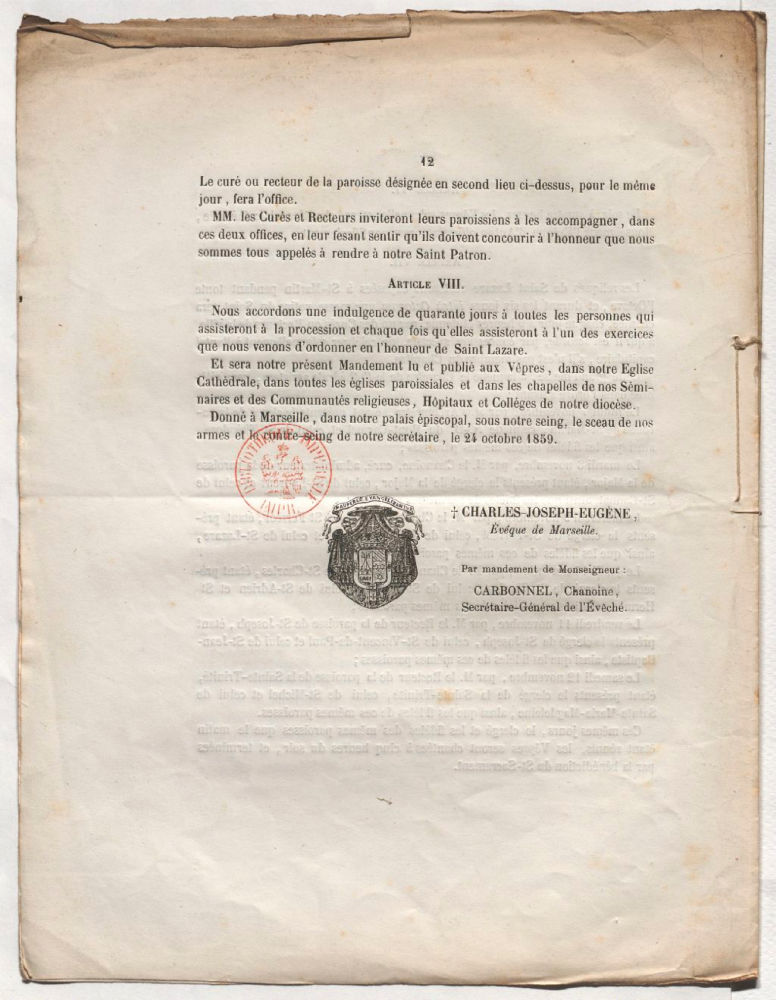 12
Le curé ou recteur de la paroisse désignée en second lieu ci-dessus, pour le même
jour, fera l'office.
MM. les Curés et Recteurs inviteront leurs paroissiens à les accompagner, dans
ces deux offices, en leur fesant sentir qu'ils doivent concourir à l'honneur que nous
sommes tous appelés à rendre à notre Saint Patron.
ARTICLE VIII.
Nous accordons une indulgence de quarante jours à toutes les personnes qui
assisteront à la procession et chaque fois qu'elles assisteront à l'un des exercices
que nous venons d'ordonner en l'honneur de Saint Lazare.
Et sera notre présent Mandement lu et publié aux Vêpres, dans notre Eglise
Cathédrale, dans toutes les églises paroissiales et dans les chapelles de nos Sémi-
naires et des Communautés religieuses, Hôpitaux et Colléges de notre diocèse.
Donné à Marseille, dans notre palais épiscopal, sous notre seing, le sceau de nos
armes et le contre-seing de notre secrétaire, le 24 octobre 1859.
BIBLIOTHÈQUE IMPÉRIALE
IMPR.
PAUPERES EVANGELIZANTUR
† CHARLES-JOSEPH-EUGÈNE,
Évéque de Marseille.
Par mandement de Monseigneur :
CARBONNEL, Chanoine,
Secrétaire-Général de l'Évêché.